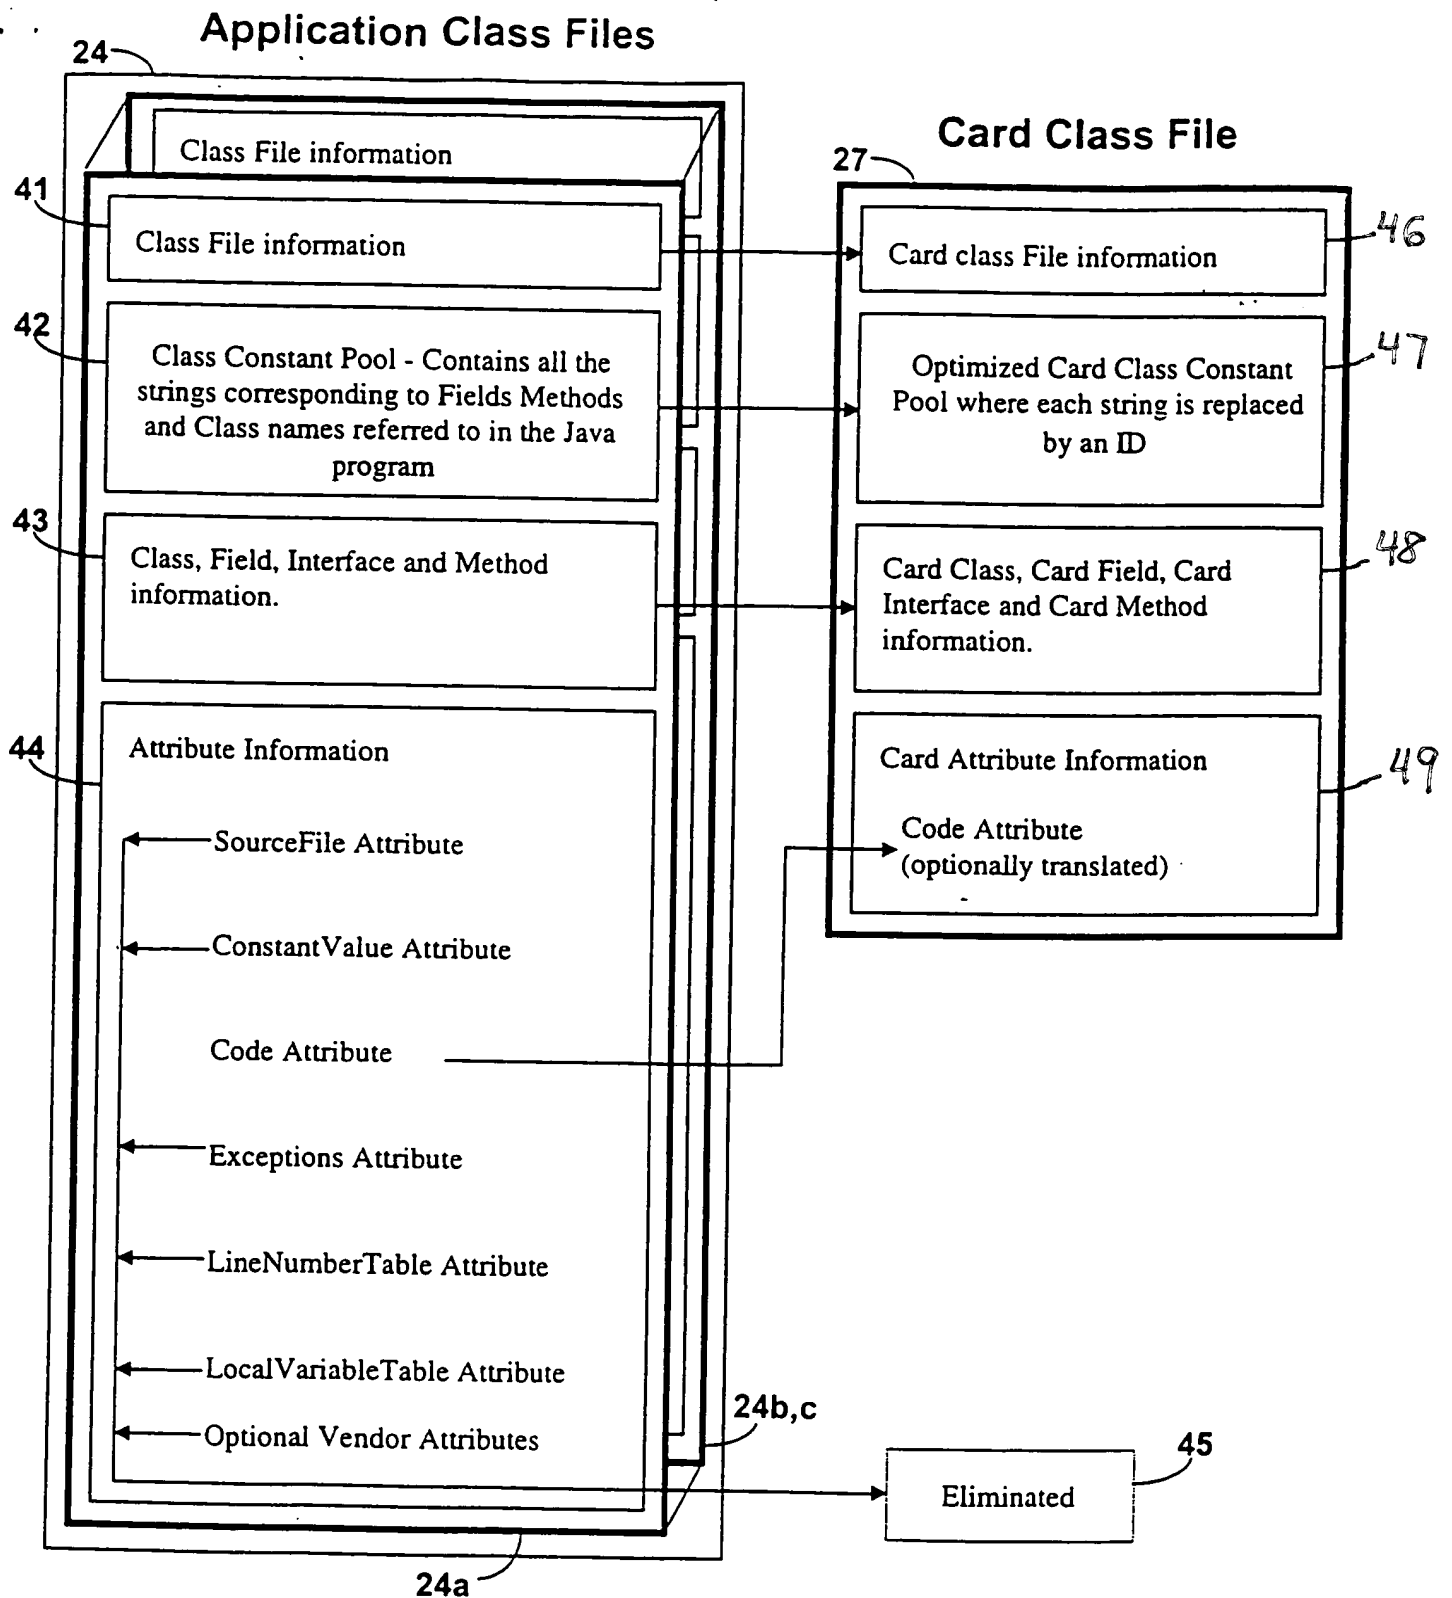 Application Class Files
24
Class File information
41
Class File information
42
Class Constant Pool - Contains all the
strings corresponding to Fields Methods
and Class names referred to in the Java
program
43
Class, Field, Interface and Method
information.
44
Attribute Information
SourceFile Attribute
ConstantValue Attribute
Code Attribute
Exceptions Attribute
LineNumberTable Attribute
LocalVariableTable Attribute
Optional Vendor Attributes
24b,c
24a
Card Class File
27
Card class File information
46
Optimized Card Class Constant
Pool where each string is replaced
by an ID
47
Card Class, Card Field, Card
Interface and Card Method
information.
48
Card Attribute Information
Code Attribute
(optionally translated)
49
45
Eliminated